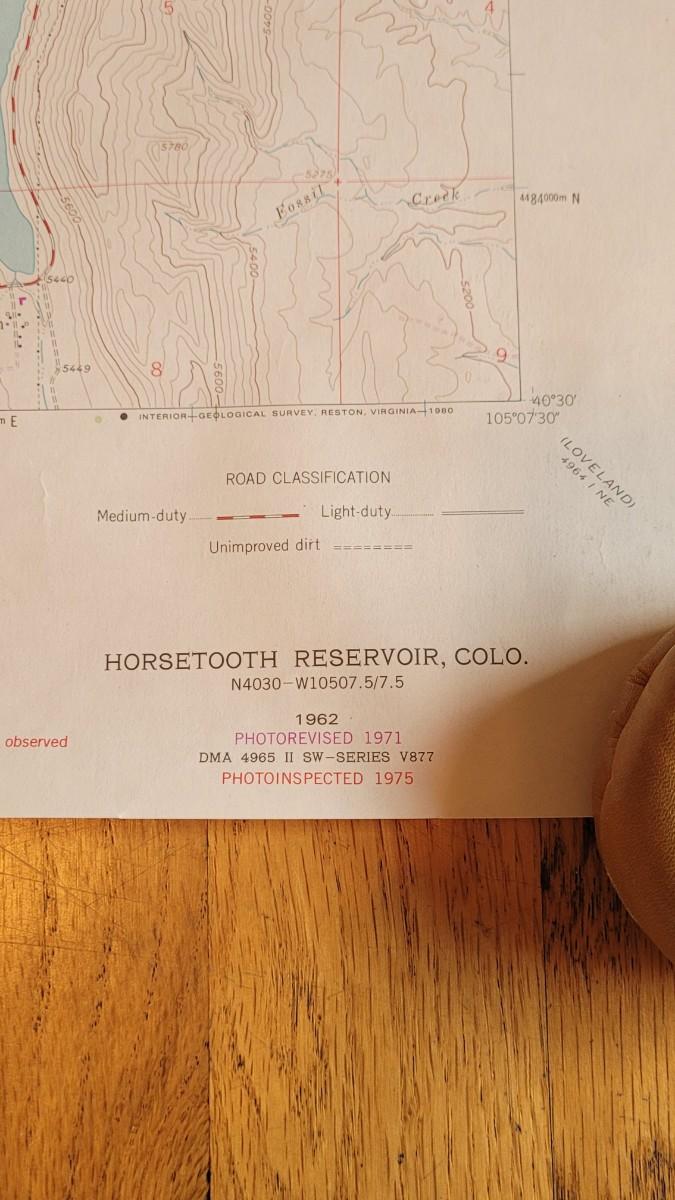 5
5400
4
5780
5275
5600
Fossil Creek
4484000m N
5440
5400
5200
5449
8
5600
9
m E
INTERIOR—GEOLOGICAL SURVEY, RESTON, VIRGINIA—1980
40°30'
105°07'30"
(LOVELAND)
4964 I NE
ROAD CLASSIFICATION
Medium-duty Light-duty
Unimproved dirt
HORSETOOTH RESERVOIR, COLO.
N4030—W10507.5/7.5
1962
observed
PHOTOREVISED 1971
DMA 4965 II SW—SERIES V877
PHOTOINSPECTED 1975